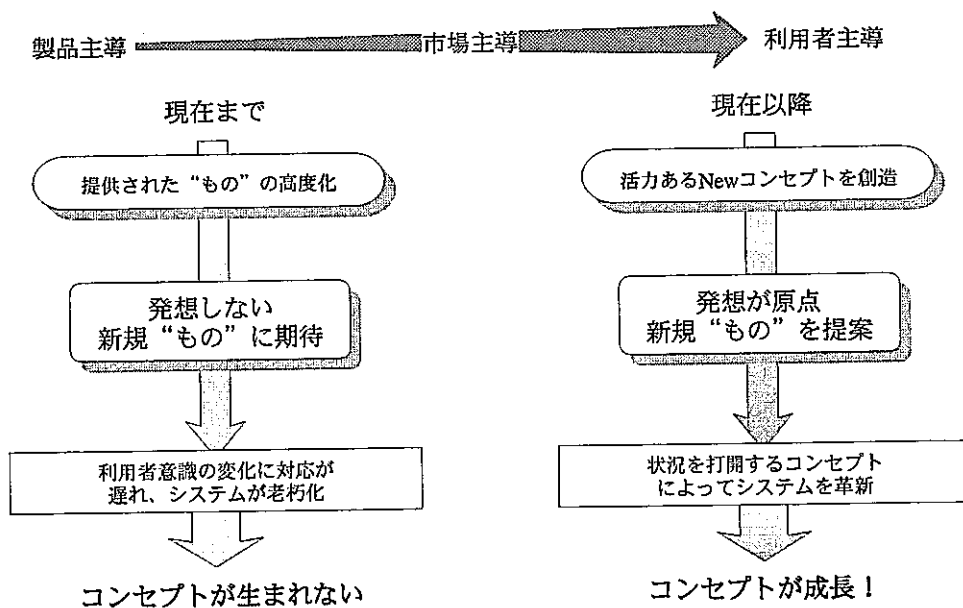 製品主導
市場主導
利用者主導
現在まで
提供された“もの”の高度化
発想しない
新規“もの”に期待
利用者意識の変化に対応が
遅れ、システムが老朽化
コンセプトが生まれない
現在以降
活力あるNewコンセプトを創造
発想が原点
新規“もの”を提案
状況を打開するコンセプト
によってシステムを革新
コンセプトが成長！